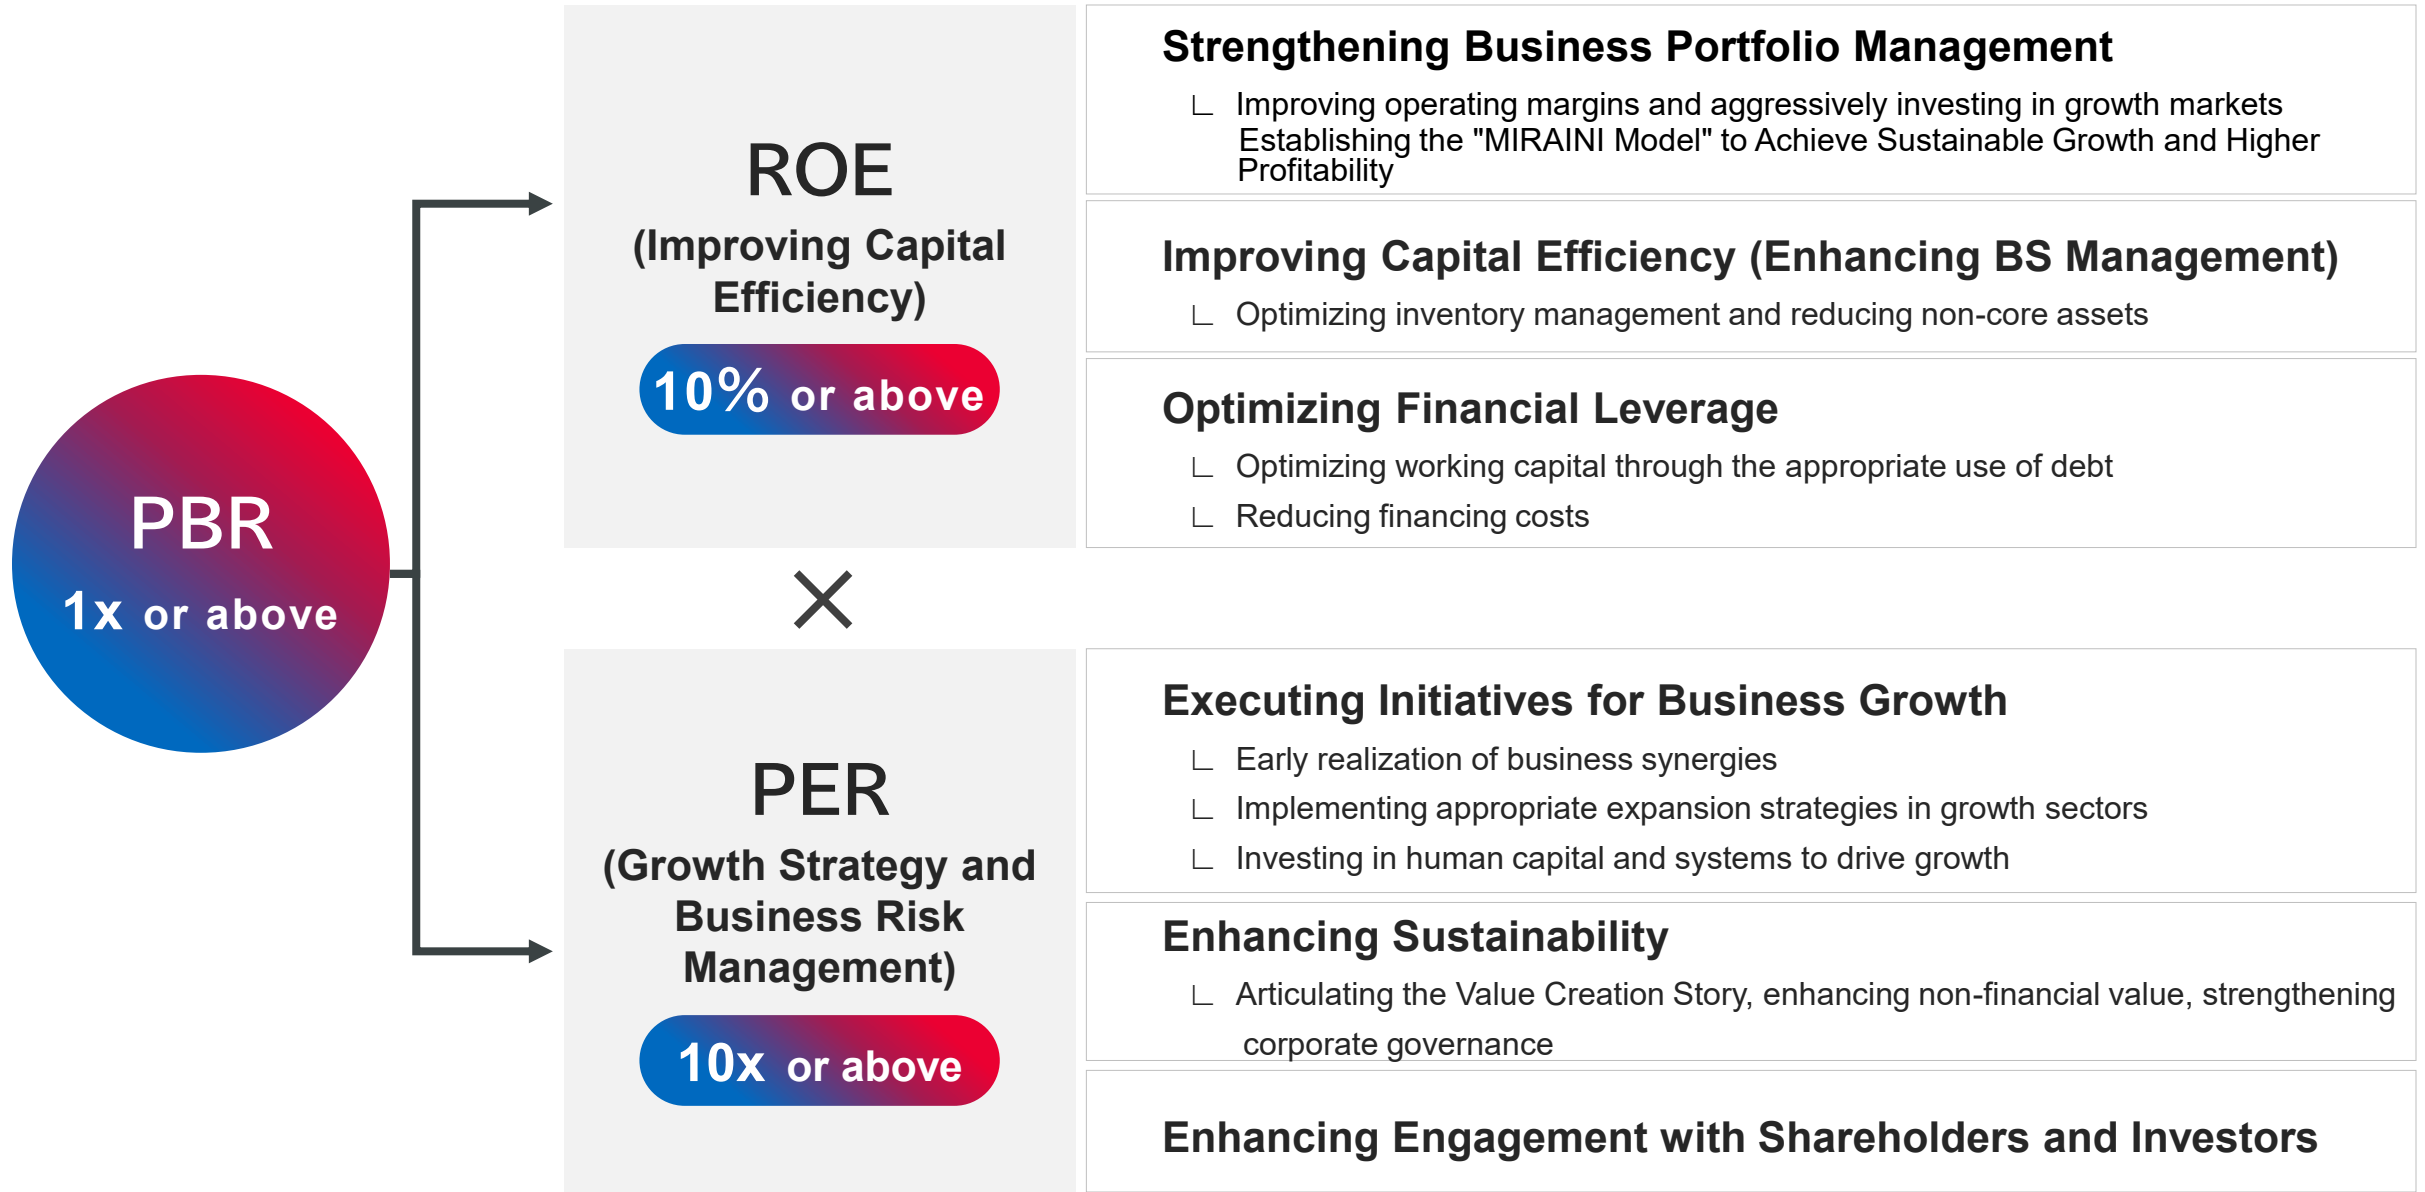 PBR
1x or above
ROE
(Improving Capital
Efficiency)
10% or above
Strengthening Business Portfolio Management
∟ Improving operating margins and aggressively investing in growth markets
Establishing the "MIRAINI Model" to Achieve Sustainable Growth and Higher
Profitability
Improving Capital Efficiency (Enhancing BS Management)
∟ Optimizing inventory management and reducing non-core assets
Optimizing Financial Leverage
∟ Optimizing working capital through the appropriate use of debt
∟ Reducing financing costs
×
PER
(Growth Strategy and
Business Risk
Management)
10x or above
Executing Initiatives for Business Growth
∟ Early realization of business synergies
∟ Implementing appropriate expansion strategies in growth sectors
∟ Investing in human capital and systems to drive growth
Enhancing Sustainability
∟ Articulating the Value Creation Story, enhancing non-financial value, strengthening
corporate governance
Enhancing Engagement with Shareholders and Investors